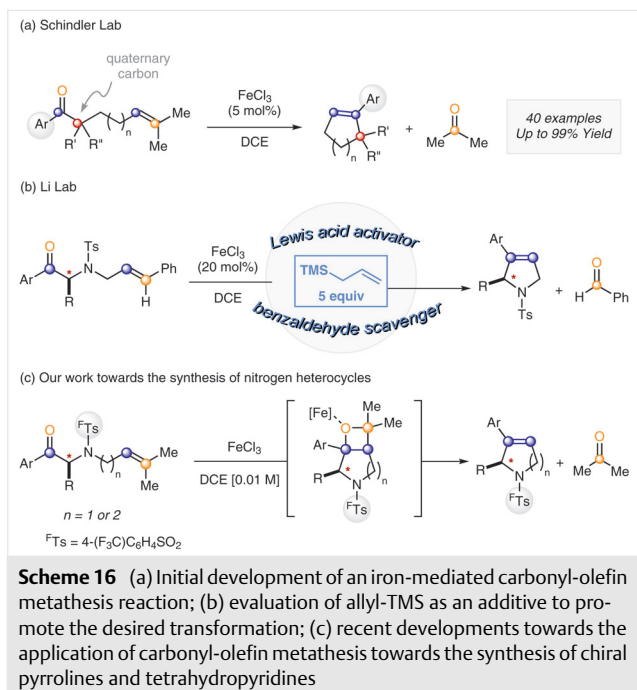 (a) Schindler Lab
quaternary
carbon
O
Ar
R'
R"
n
Me
Me
FeCl3
(5 mol%)
DCE
Ar
R'
R"
n
+
O
Me
Me
40 examples
Up to 99% Yield
(b) Li Lab
O
Ts
N
Ar
*
R
Ph
H
FeCl3
(20 mol%)
DCE
Lewis acid activator
TMS
5 equiv
benzaldehyde scavenger
Ar
R
*
N
Ts
+
O
H
Ph
(c) Our work towards the synthesis of nitrogen heterocycles
FTs
O
N
Ar
*
R
n
Me
Me
n = 1 or 2
FTs = 4-(F3C)C6H4SO2
FeCl3
DCE [0.01 M]
[Fe]
O
Me
Me
Ar
R
*
N
n
FTs
Ar
R
*
N
n
FTs
+
O
Me
Me
Scheme 16 (a) Initial development of an iron-mediated carbonyl-olefin
metathesis reaction; (b) evaluation of allyl-TMS as an additive to pro-
mote the desired transformation; (c) recent developments towards the
application of carbonyl-olefin metathesis towards the synthesis of chiral
pyrrolines and tetrahydropyridines